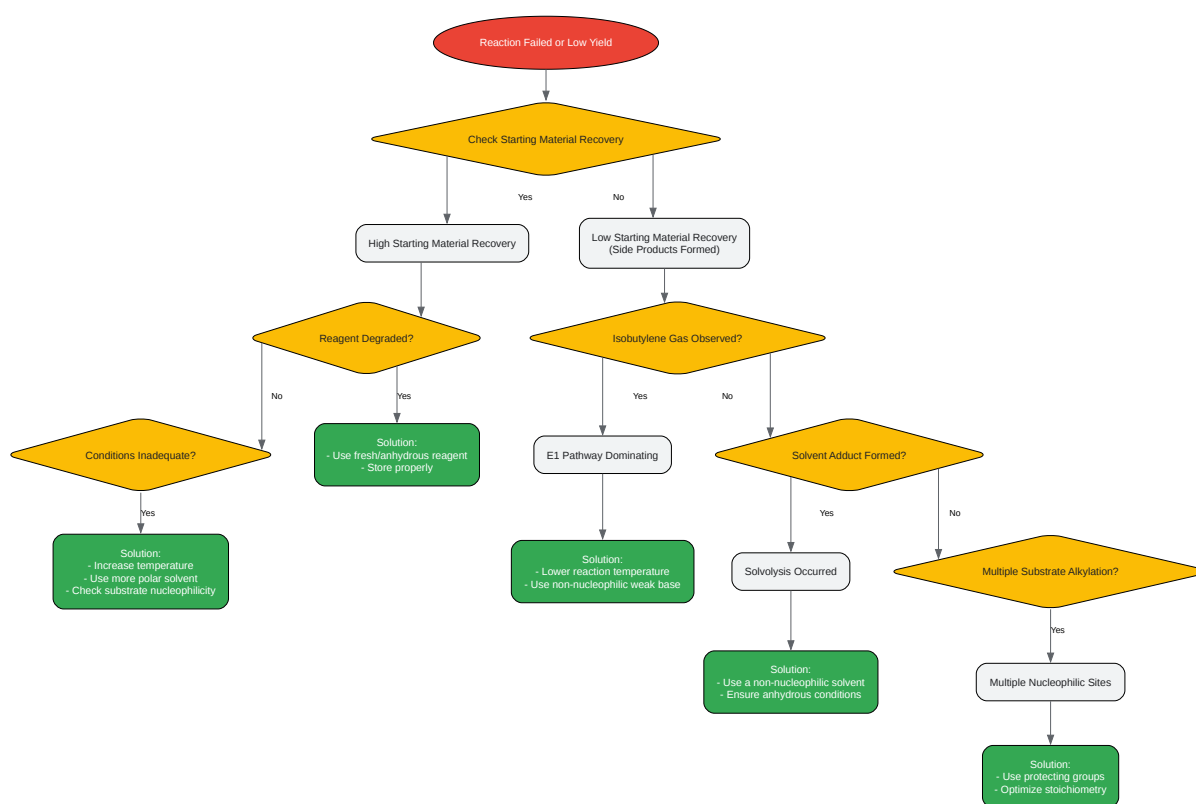 Reaction Failed or Low Yield
Check Starting Material Recovery
Yes
No
High Starting Material Recovery
Low Starting Material Recovery
(Side Products Formed)
Reagent Degraded?
Isobutylene Gas Observed?
No
Yes
Yes
No
Conditions Inadequate?
Solution:
- Use fresh/anhydrous reagent
- Store properly
E1 Pathway Dominating
Solvent Adduct Formed?
Yes
Yes
No
Solution:
- Increase temperature
- Use more polar solvent
- Check substrate nucleophilicity
Solution:
- Lower reaction temperature
- Use non-nucleophilic weak base
Solvolysis Occurred
Multiple Substrate Alkylation?
Yes
Solution:
- Use a non-nucleophilic solvent
- Ensure anhydrous conditions
Multiple Nucleophilic Sites
Solution:
- Use protecting groups
- Optimize stoichiometry